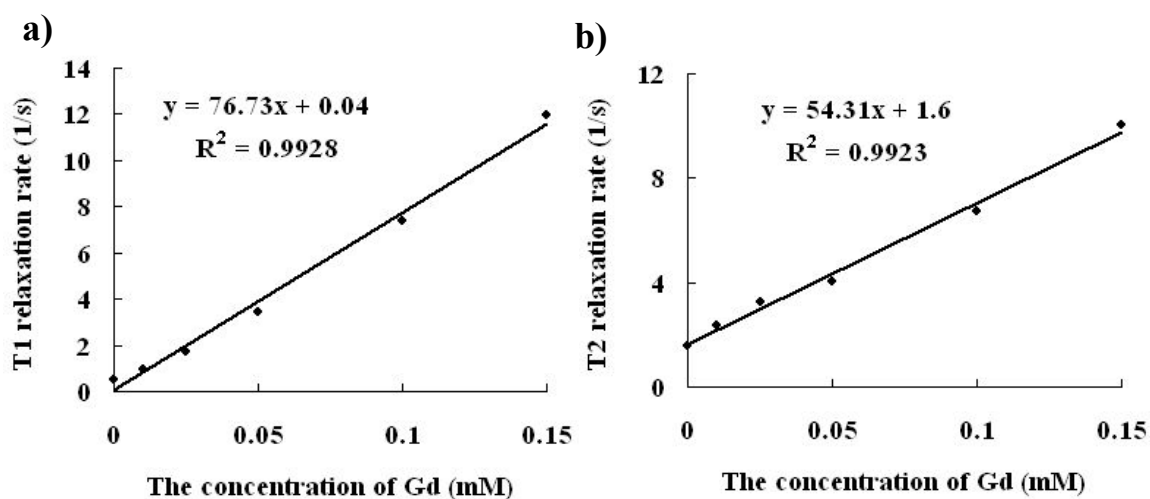 a)
14
12
10
8
6
4
2
0
T1 relaxation rate (1/s)
y = 76.73x + 0.04
R² = 0.9928
0 0.05 0.1 0.15
The concentration of Gd (mM)
b)
12
8
4
0
T2 relaxation rate (1/s)
y = 54.31x + 1.6
R² = 0.9923
0 0.05 0.1 0.15
The concentration of Gd (mM)